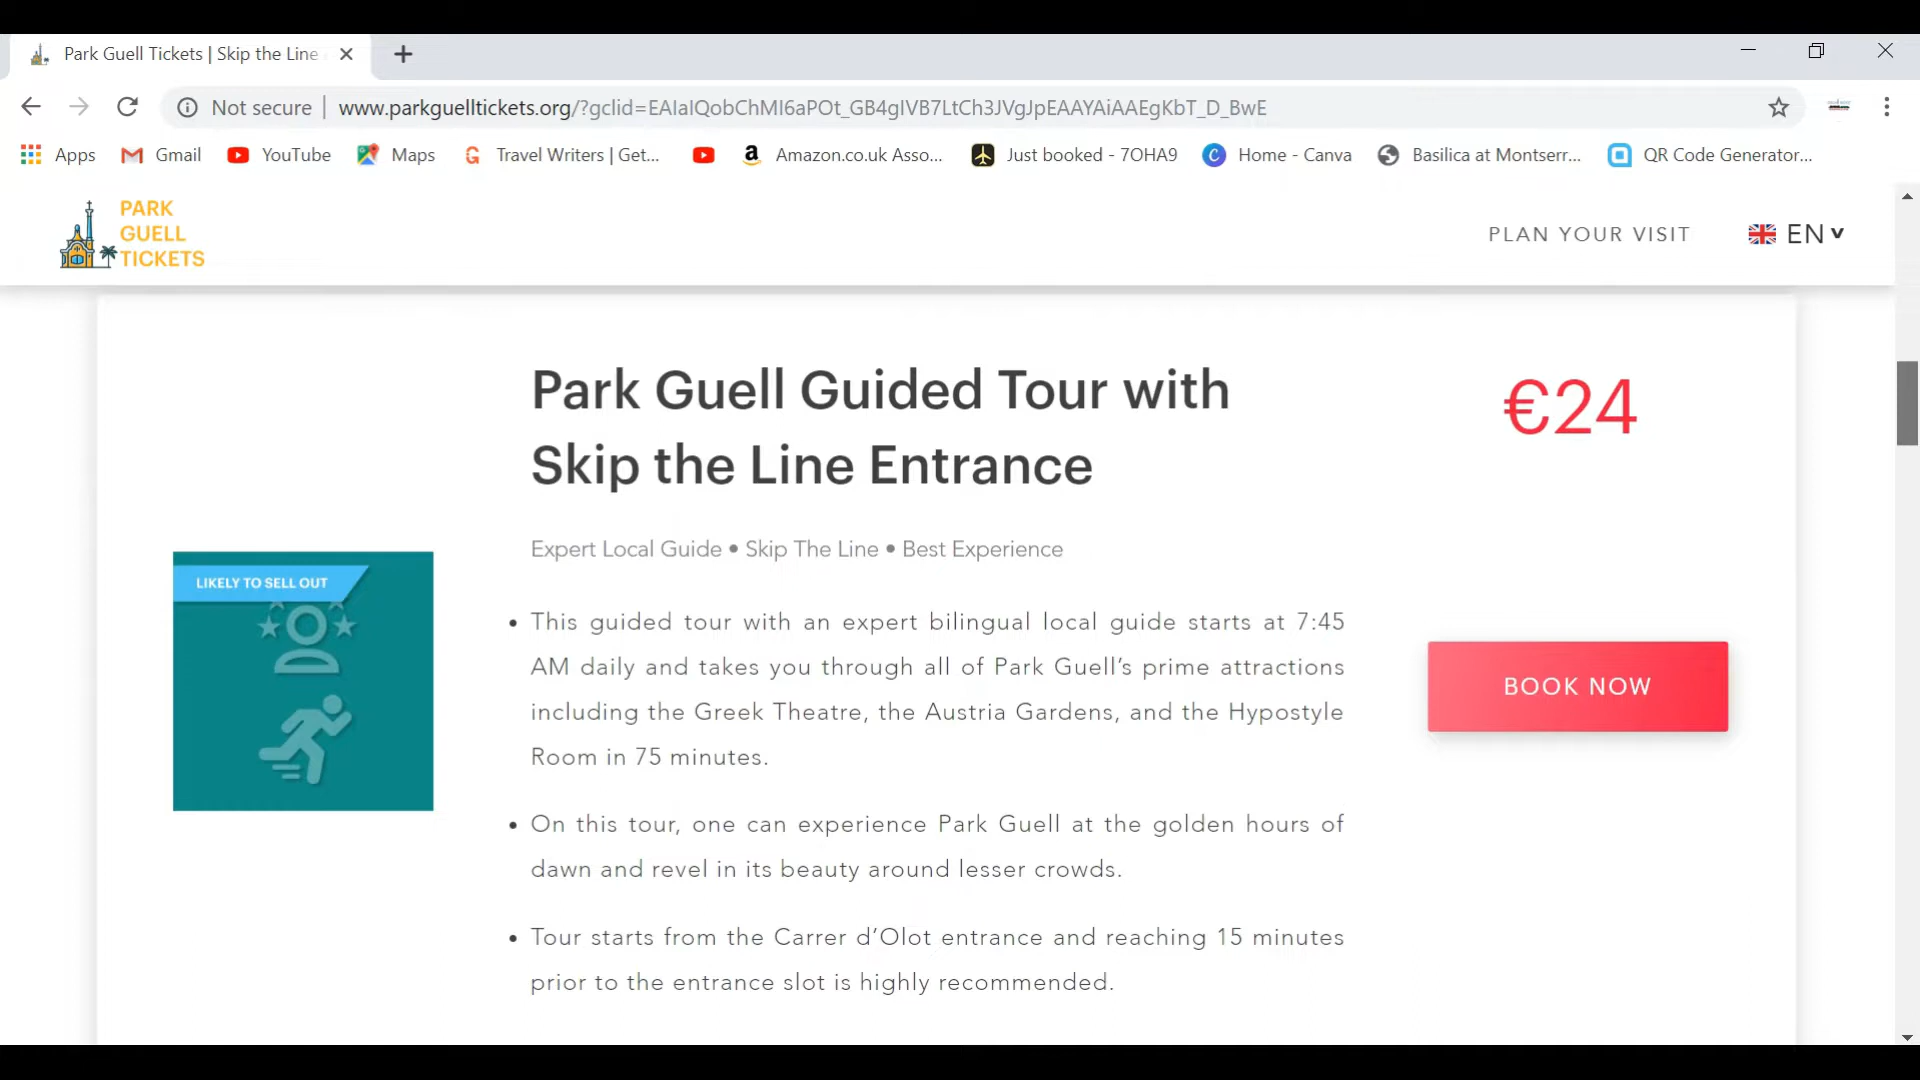 Park Guell Tickets | Skip the Line
Not secure | www.parkguelltickets.org/?gclid=EAIaIQobChMI6aPOt_GB4gIVB7LtCh3JVgJpEAAYAiAAEgKbT_D_BwE
Apps Gmail YouTube Maps Travel Writers | Get... Amazon.co.uk Asso... Just booked - 7OHA9 Home - Canva Basilica at Montserr... QR Code Generator...
PARK
GUELL
TICKETS
PLAN YOUR VISIT EN
Park Guell Guided Tour with
Skip the Line Entrance
€24
Expert Local Guide • Skip The Line • Best Experience
LIKELY TO SELL OUT
• This guided tour with an expert bilingual local guide starts at 7:45
AM daily and takes you through all of Park Guell’s prime attractions
including the Greek Theatre, the Austria Gardens, and the Hypostyle
Room in 75 minutes.
BOOK NOW
• On this tour, one can experience Park Guell at the golden hours of
dawn and revel in its beauty around lesser crowds.
• Tour starts from the Carrer d’Olot entrance and reaching 15 minutes
prior to the entrance slot is highly recommended.